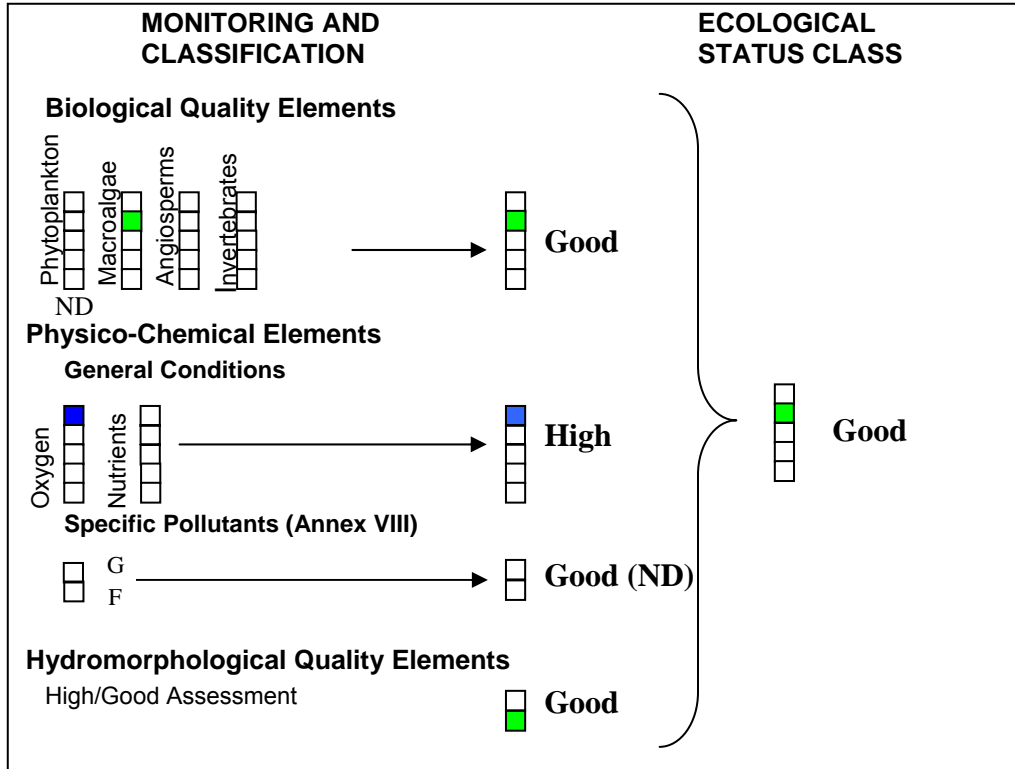 MONITORING AND
CLASSIFICATION
ECOLOGICAL
STATUS CLASS
Biological Quality Elements
Phytoplankton
Macroalgae
Angiosperms
Invertebrates
Good
ND
Physico-Chemical Elements
General Conditions
Oxygen
Nutrients
High
Good
Specific Pollutants (Annex VIII)
G
F
Good (ND)
Hydromorphological Quality Elements
High/Good Assessment
Good